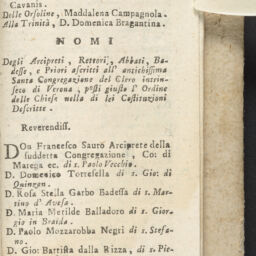 Cavanis.
Delle Orsoline, Maddalena Campagnola.
Alla Trinità, D. Domenica Bragantina.
NOMI
Degli Arcipreti, Rettori, Abbati, Ba-
desse, e Priori ascritti all' antichissima
Santa Congregazione del Clero intrin-
seco di Verona, posti giusto l' Ordine
delle Chiese nella di lei Costituzioni
Descritte.
Reverendiss.
DOn Francesco Sauro Arciprete della
suddetta Congregazione, Co: di
Marega ec. di s. Paolo Vecchio.
D. Domenico Tortesella di s. Gio: di
Quinzan.
D. Rosa Stella Garbo Badessa di s. Mar-
tino d' Avesa.
D. Maria Metilde Balladoro di s. Gior-
gio in Braida.
D. Paolo Mozzarobba Negri di s. Stefa-
no.
D. Gio: Battista dalla Rizza, di s. Pie-